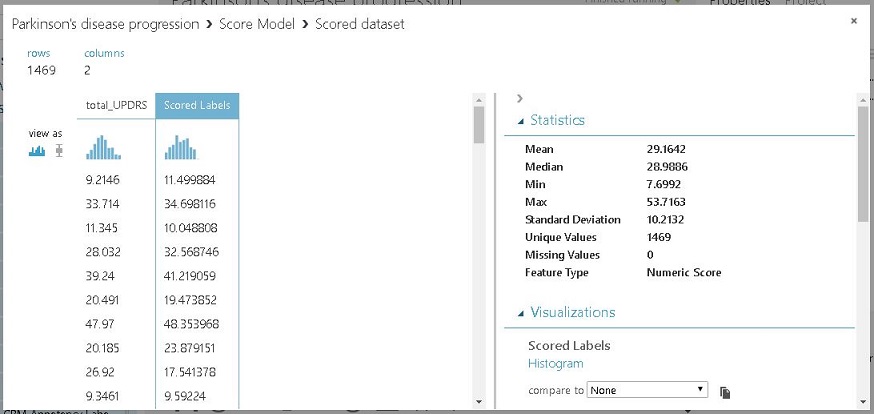 Parkinson's disease progression › Score Model › Scored dataset
rows columns
1469 2
total_UPDRS Scored Labels
view as
9.2146 11.499884
33.714 34.698116
11.345 10.048808
28.032 32.568746
39.24 41.219059
20.491 19.473852
47.97 48.353968
20.185 23.879151
26.92 17.541378
9.3461 9.59224
Statistics
Mean 29.1642
Median 28.9886
Min 7.6992
Max 53.7163
Standard Deviation 10.2132
Unique Values 1469
Missing Values 0
Feature Type Numeric Score
Visualizations
Scored Labels
Histogram
compare to None